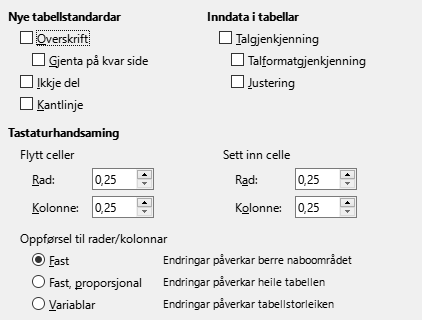 Nye tabellstandardar
Overskrift
Gjenta på kvar side
Ikkje del
Kantlinje
Inndata i tabellar
Talgjenkjenning
Talformatgjenkjenning
Justering
Tastaturhandsaming
Flytt celler
Rad: 0,25
Kolonne: 0,25
Sett inn celle
Rad: 0,25
Kolonne: 0,25
Oppførsel til rader/kolonnar
Fast Endringar påverkar berre naboområdet
Fast, proporsjonal Endringar påverkar heile tabellen
Variablar Endringar påverkar tabellstorleiken